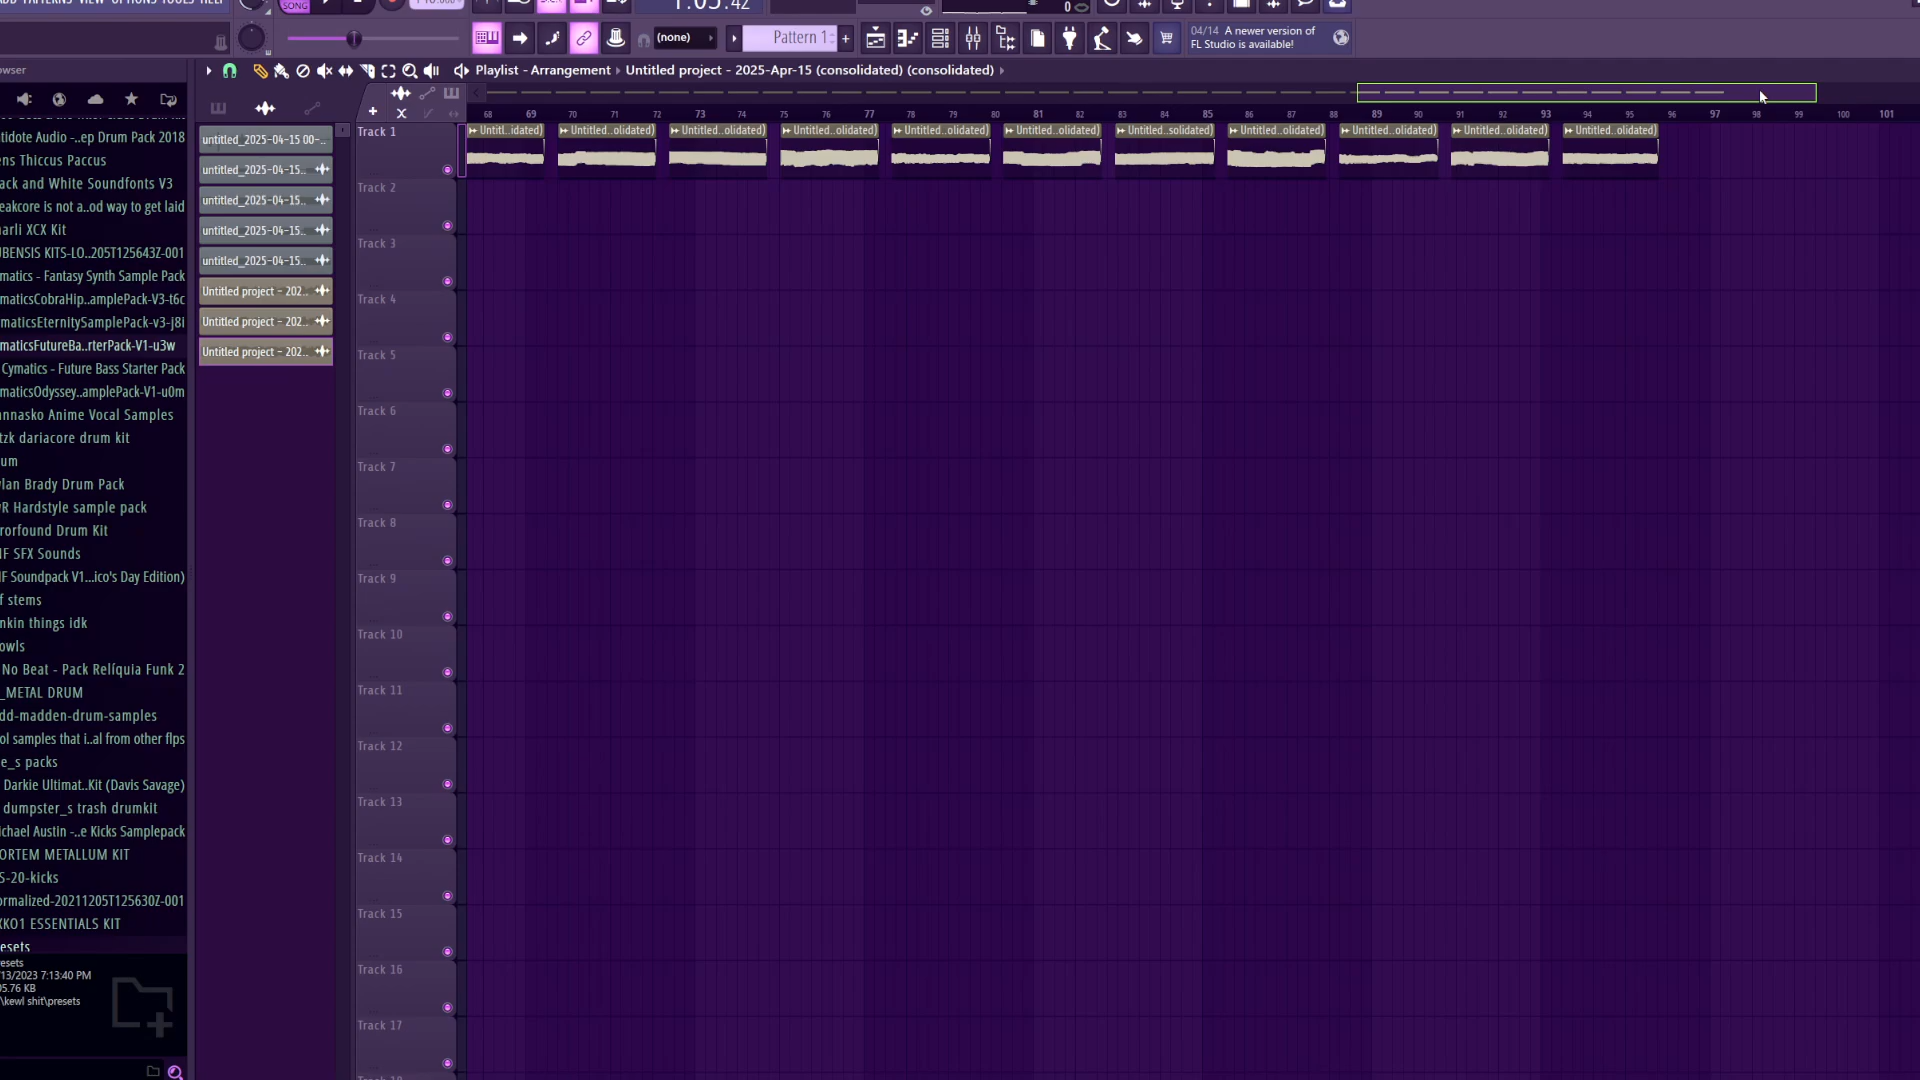 SONG
1:05:42
0
(none)
Pattern 1
04/14 A newer version of
FL Studio is available!
owser
Playlist - Arrangement › Untitled project - 2025-Apr-15 (consolidated) (consolidated) ›
68 69 70 71 72 73 74 75 76 77 78 79 80 81 82 83 84 85 86 87 88 89 90 91 92 93 94 95 96 97 98 99 100 101
tidote Audio -..ep Drum Pack 2018
ens Thiccus Paccus
ack and White Soundfonts V3
eakcore is not a..od way to get laid
arli XCX Kit
UBENSIS KITS-LO..205T125643Z-001
matics - Fantasy Synth Sample Pack
maticsCobraHip..amplePack-V3-t6c
maticsEternitySamplePack-v3-j8i
maticsFutureBa..rterPack-V1-u3w
Cymatics - Future Bass Starter Pack
maticsOdyssey..amplePack-V1-u0m
annasko Anime Vocal Samples
tzk dariacore drum kit
um
ylan Brady Drum Pack
R Hardstyle sample pack
rorfound Drum Kit
IF SFX Sounds
IF Soundpack V1...ico's Day Edition)
f stems
nkin things idk
owls
No Beat - Pack Relíquia Funk 2
_METAL DRUM
dd-madden-drum-samples
ol samples that i..al from other flps
e_s packs
Darkie Ultimat..Kit (Davis Savage)
dumpster_s trash drumkit
ichael Austin -..e Kicks Samplepack
ORTEM METALLUM KIT
S-20-kicks
ormalized-20211205T125630Z-001
KKO1 ESSENTIALS KIT
esets
resets
/13/2023 7:13:40 PM
05.76 KB
\kewl shit\presets
untitled_2025-04-15 00-..
untitled_2025-04-15..
untitled_2025-04-15..
untitled_2025-04-15..
untitled_2025-04-15..
Untitled project - 202..
Untitled project - 202..
Untitled project - 202..
Untitl..idated)
Untitled..olidated)
Untitled..olidated)
Untitled..olidated)
Untitled..olidated)
Untitled..olidated)
Untitled..solidated)
Untitled..olidated)
Untitled..olidated)
Untitled..olidated)
Untitled..olidated)
Track 1
Track 2
Track 3
Track 4
Track 5
Track 6
Track 7
Track 8
Track 9
Track 10
Track 11
Track 12
Track 13
Track 14
Track 15
Track 16
Track 17